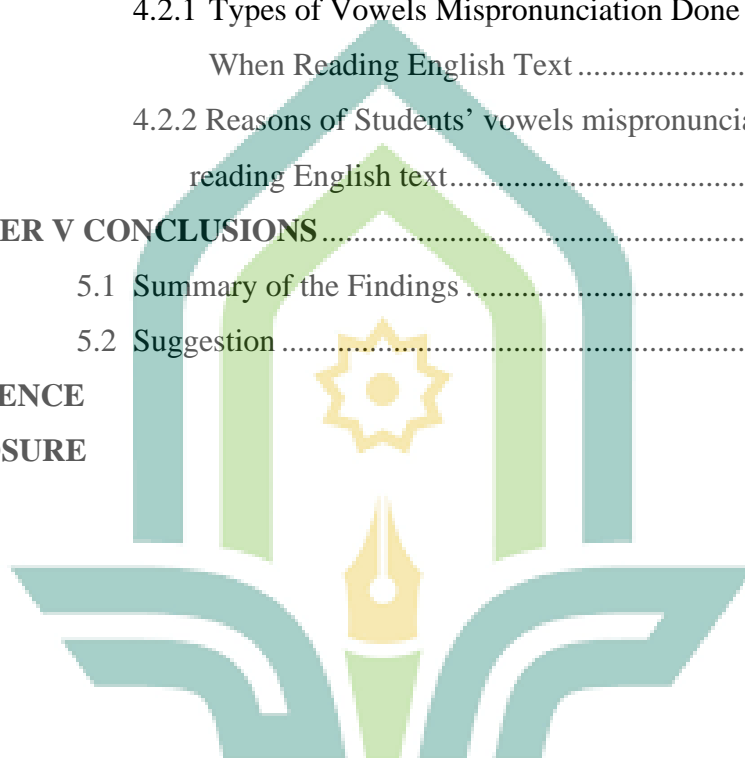 4.2.1 Types of Vowels Mispronunciation Done
When Reading English Text ....................
4.2.2 Reasons of Students’ vowels mispronuncia
reading English text....................................
ER V CONCLUSIONS ....................................................
5.1 Summary of the Findings ..................................
5.2 Suggestion .........................................................
ENCE
OSURE